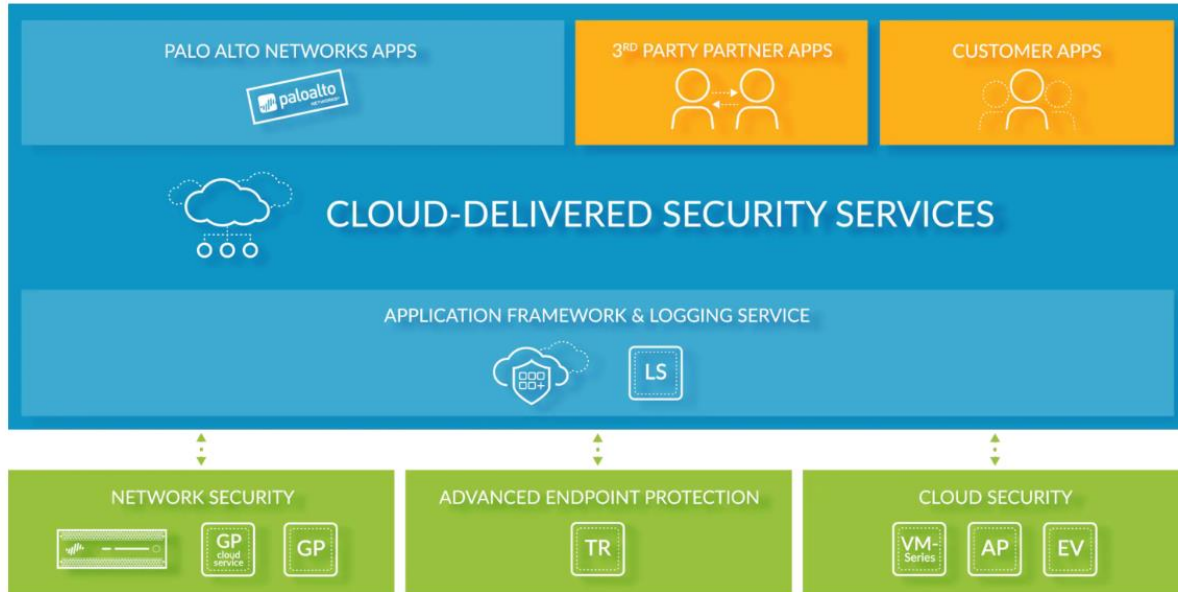 PALO ALTO NETWORKS APPS
paloalto
NETWORKS
3RD PARTY PARTNER APPS
CUSTOMER APPS
CLOUD-DELIVERED SECURITY SERVICES
APPLICATION FRAMEWORK & LOGGING SERVICE
LS
NETWORK SECURITY
GP
cloud
service
GP
ADVANCED ENDPOINT PROTECTION
TR
CLOUD SECURITY
VM-
Series
AP
EV